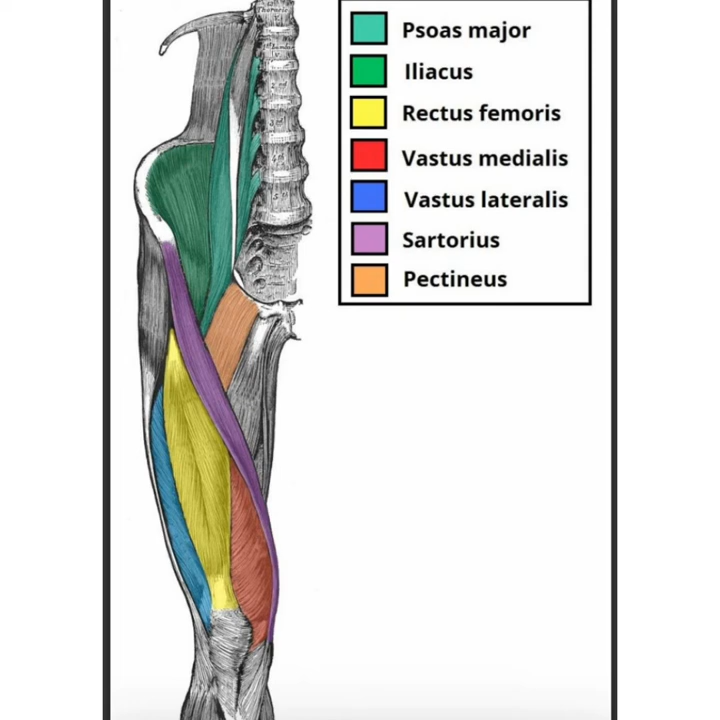 Psoas major
Iliacus
Rectus femoris
Vastus medialis
Vastus lateralis
Sartorius
Pectineus